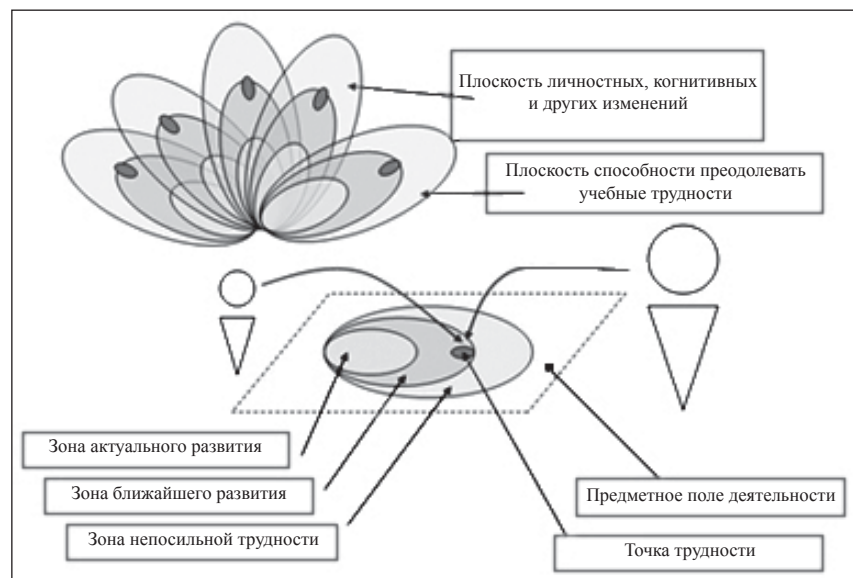 Плоскость личностных, когнитивных
и других изменений
Плоскость способности преодолевать
учебные трудности
Зона актуального развития
Зона ближайшего развития
Зона непосильной трудности
Предметное поле деятельности
Точка трудности